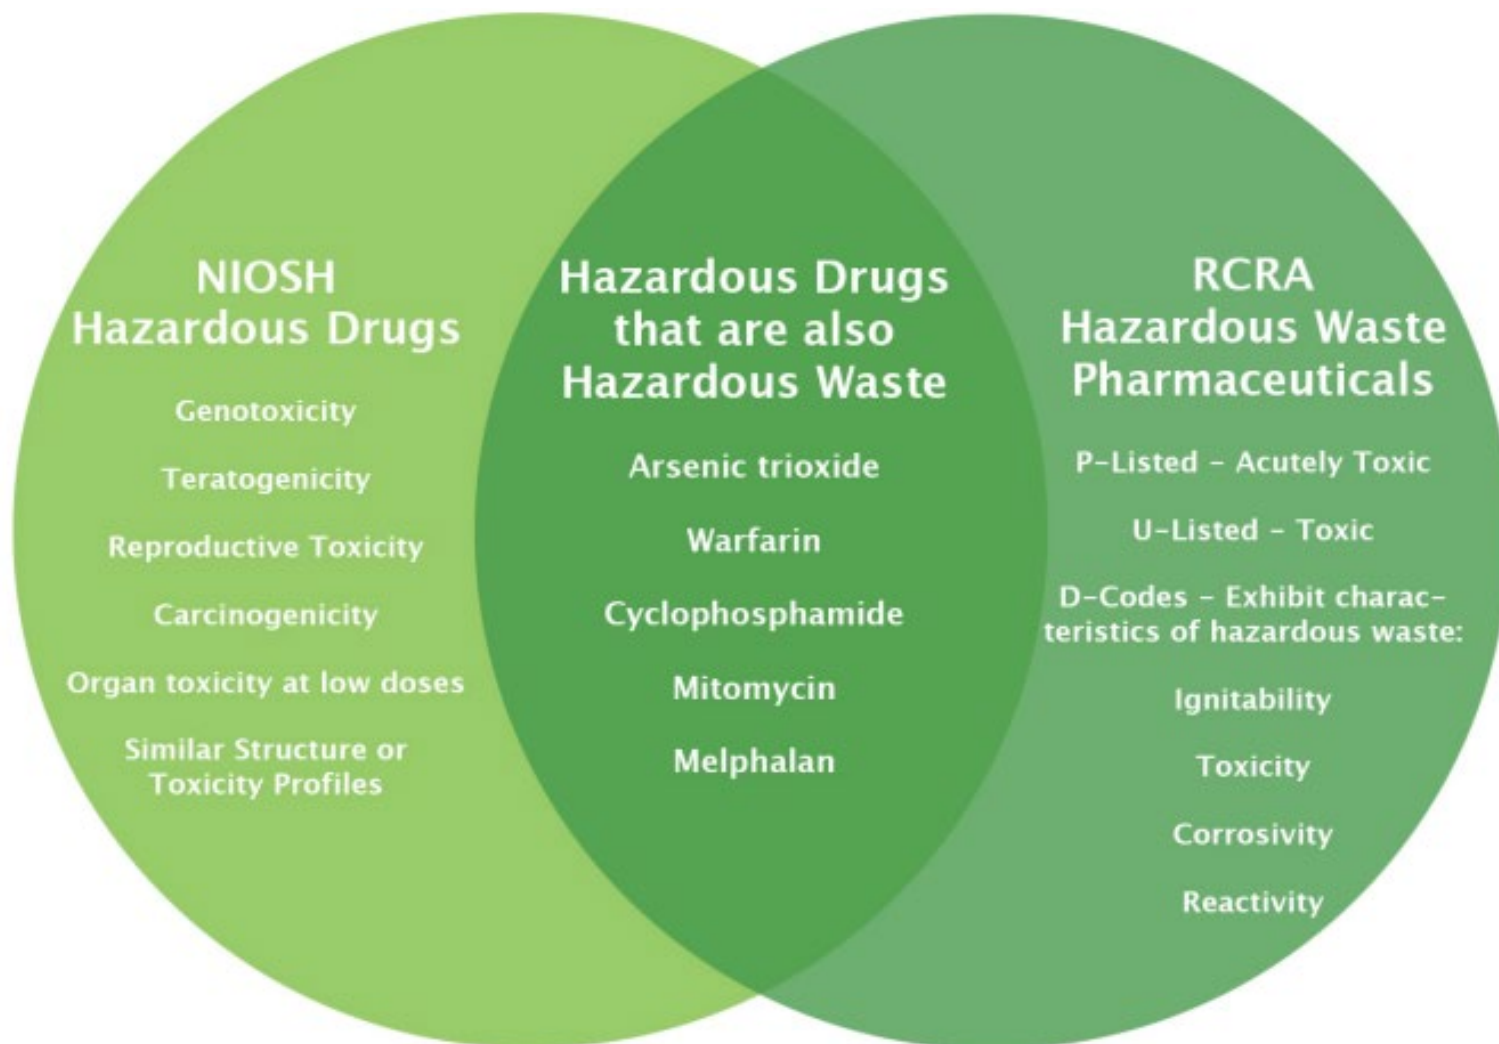 NIOSH
Hazardous Drugs
Genotoxicity
Teratogenicity
Reproductive Toxicity
Carcinogenicity
Organ toxicity at low doses
Similar Structure or
Toxicity Profiles
Hazardous Drugs
that are also
Hazardous Waste
Arsenic trioxide
Warfarin
Cyclophosphamide
Mitomycin
Melphalan
RCRA
Hazardous Waste
Pharmaceuticals
P-Listed - Acutely Toxic
U-Listed - Toxic
D-Codes - Exhibit charac-
teristics of hazardous waste:
Ignitability
Toxicity
Corrosivity
Reactivity